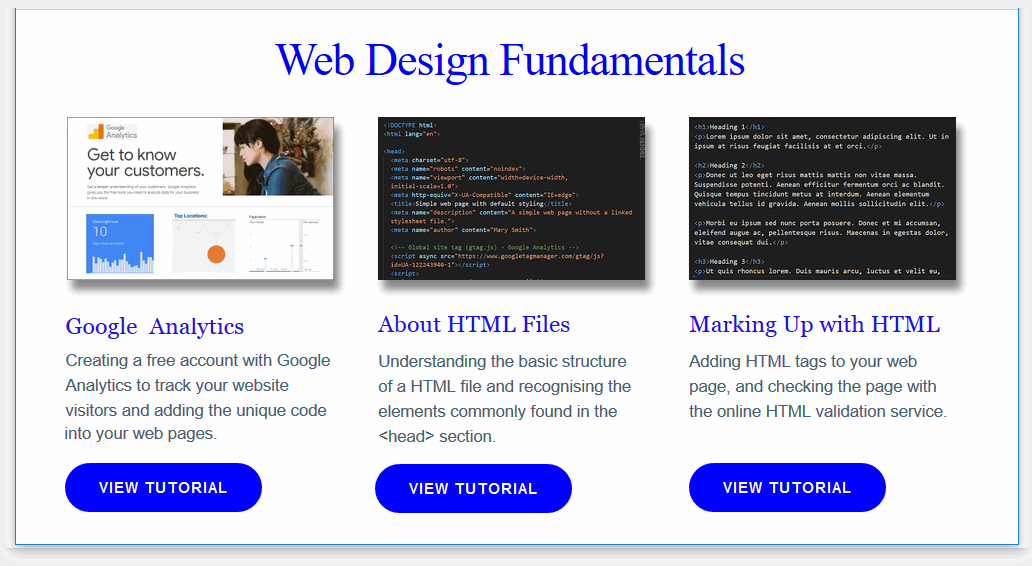 Web Design Fundamentals
Google
Analytics
Get to know
your customers.
Get a deeper understanding of your customers. Google Analytics
gives you the free tools you need to analyze data for your business
in one place.
10
Top Locations:
<!DOCTYPE html>
<html lang="en">
<head>
<meta charset="utf-8">
<meta name="robots" content="noindex">
<meta name="viewport" content="width=device-width,
initial-scale=1.0">
<meta http-equiv="X-UA-Compatible" content="IE=edge">
<title>Simple web page with default styling</title>
<meta name="description" content="A simple web page without a linked
stylesheet file.">
<meta name="author" content="Mary Smith">
<!-- Global site tag (gtag.js) - Google Analytics -->
<script async src="https://www.googletagmanager.com/gtag/js?
id=UA-122243940-1"></script>
<script>
<h1>Heading 1</h1>
<p>Lorem ipsum dolor sit amet, consectetur adipiscing elit. Ut in
ipsum at risus feugiat facilisis at et orci.</p>
<h2>Heading 2</h2>
<p>Donec ut leo eget risus mattis mattis non vitae massa.
Suspendisse potenti. Aenean efficitur fermentum orci ac blandit.
Quisque tempus tincidunt metus at interdum. Aenean elementum
vehicula tellus id gravida. Aenean mollis sollicitudin elit.</p>
<p>Morbi eu ipsum sed nunc porta posuere. Donec et mi accumsan,
eleifend augue ac, pellentesque risus. Maecenas in egestas dolor,
vitae consequat dui.</p>
<h3>Heading 3</h3>
<p>Ut quis rhoncus lorem. Duis mauris arcu, luctus et velit eu,
Google  Analytics
Creating a free account with Google
Analytics to track your website
visitors and adding the unique code
into your web pages.
VIEW TUTORIAL
About HTML Files
Understanding the basic structure
of a HTML file and recognising the
elements commonly found in the
<head> section.
VIEW TUTORIAL
Marking Up with HTML
Adding HTML tags to your web
page, and checking the page with
the online HTML validation service.
VIEW TUTORIAL